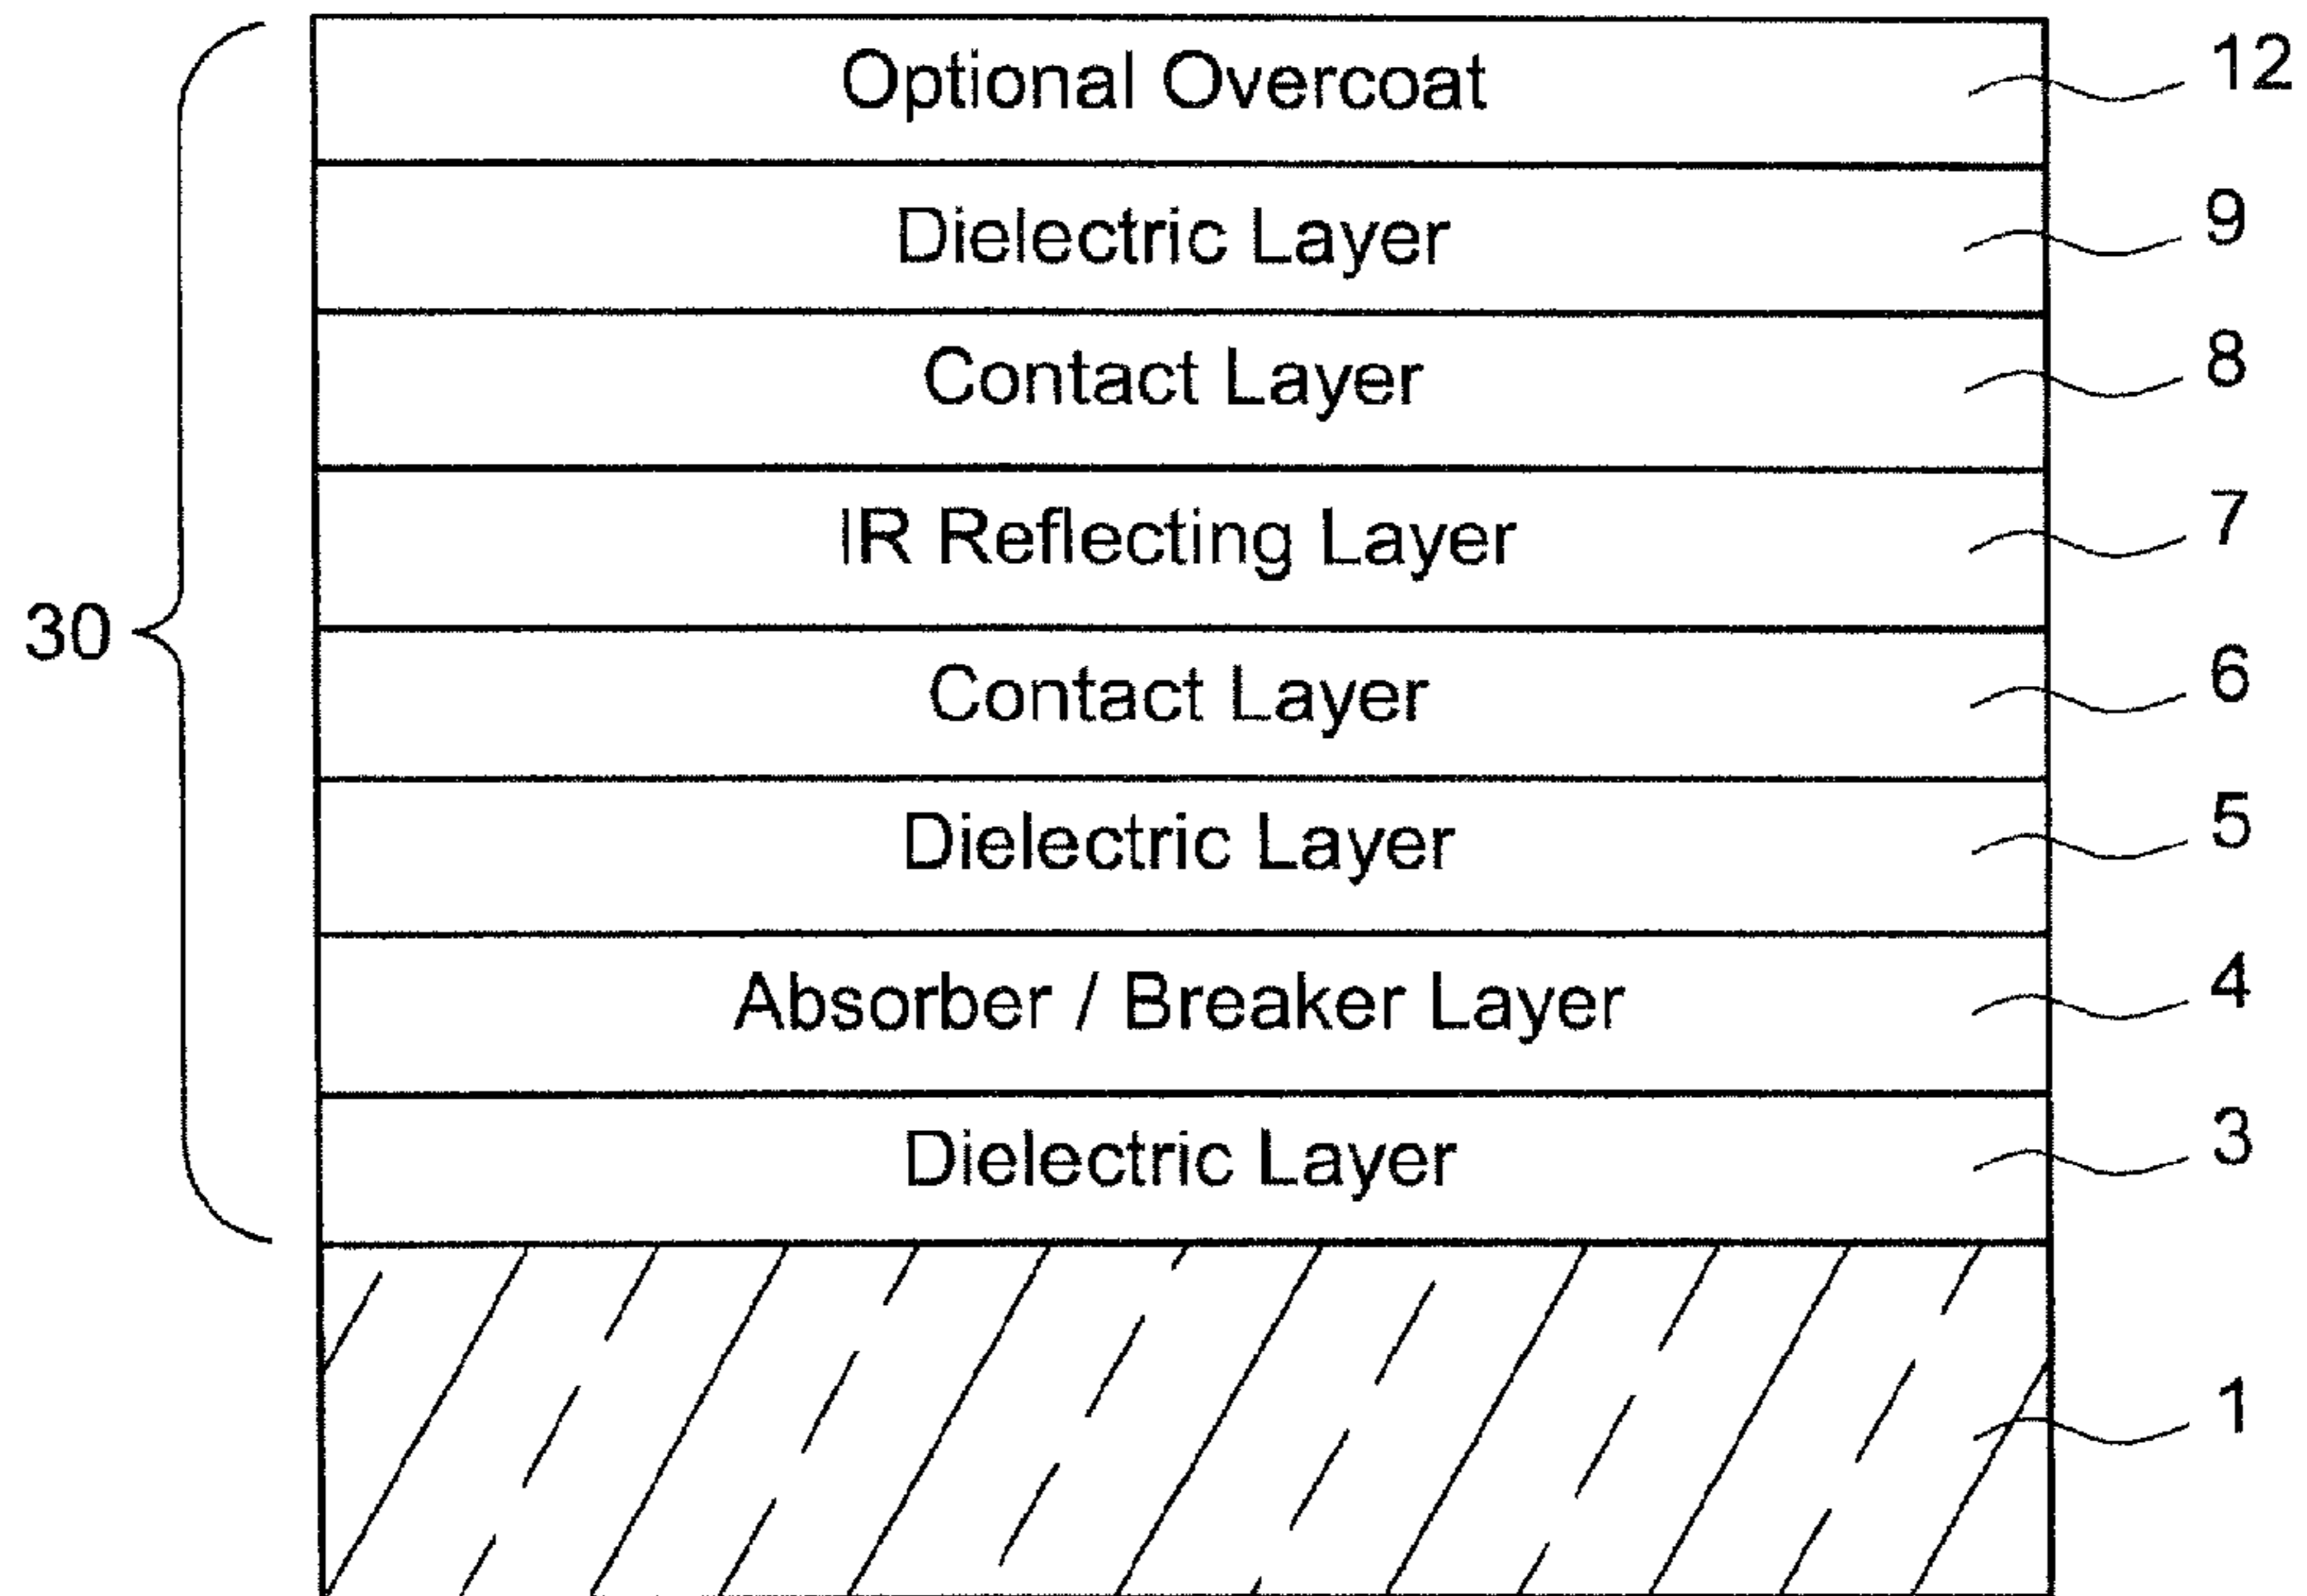 Optional Overcoat 12
Dielectric Layer 9
Contact Layer 8
IR Reflecting Layer 7
30
Contact Layer 6
Dielectric Layer 5
Absorber / Breaker Layer 4
Dielectric Layer 3
1